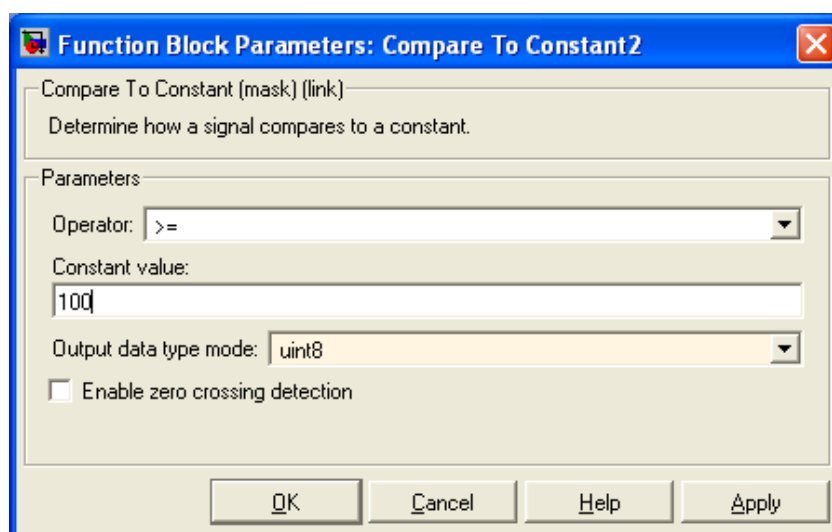 Function Block Parameters: Compare To Constant2
Compare To Constant (mask) (link)
Determine how a signal compares to a constant.
Parameters
Operator: >=
Constant value:
100
Output data type mode: uint8
Enable zero crossing detection
OK Cancel Help Apply